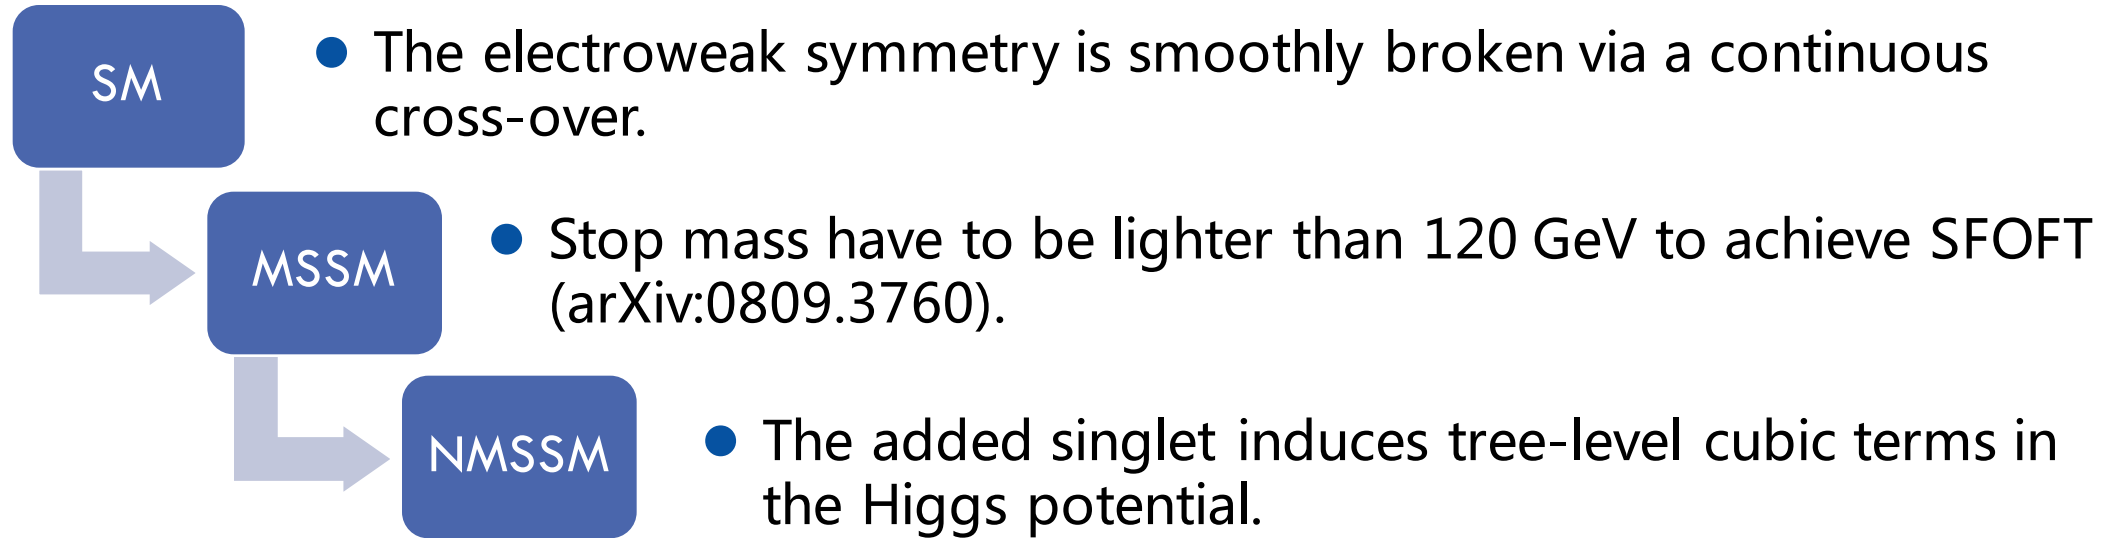 SM
● The electroweak symmetry is smoothly broken via a continuous
cross-over.
MSSM
● Stop mass have to be lighter than 120 GeV to achieve SFOFT
(arXiv:0809.3760).
NMSSM
● The added singlet induces tree-level cubic terms in
the Higgs potential.